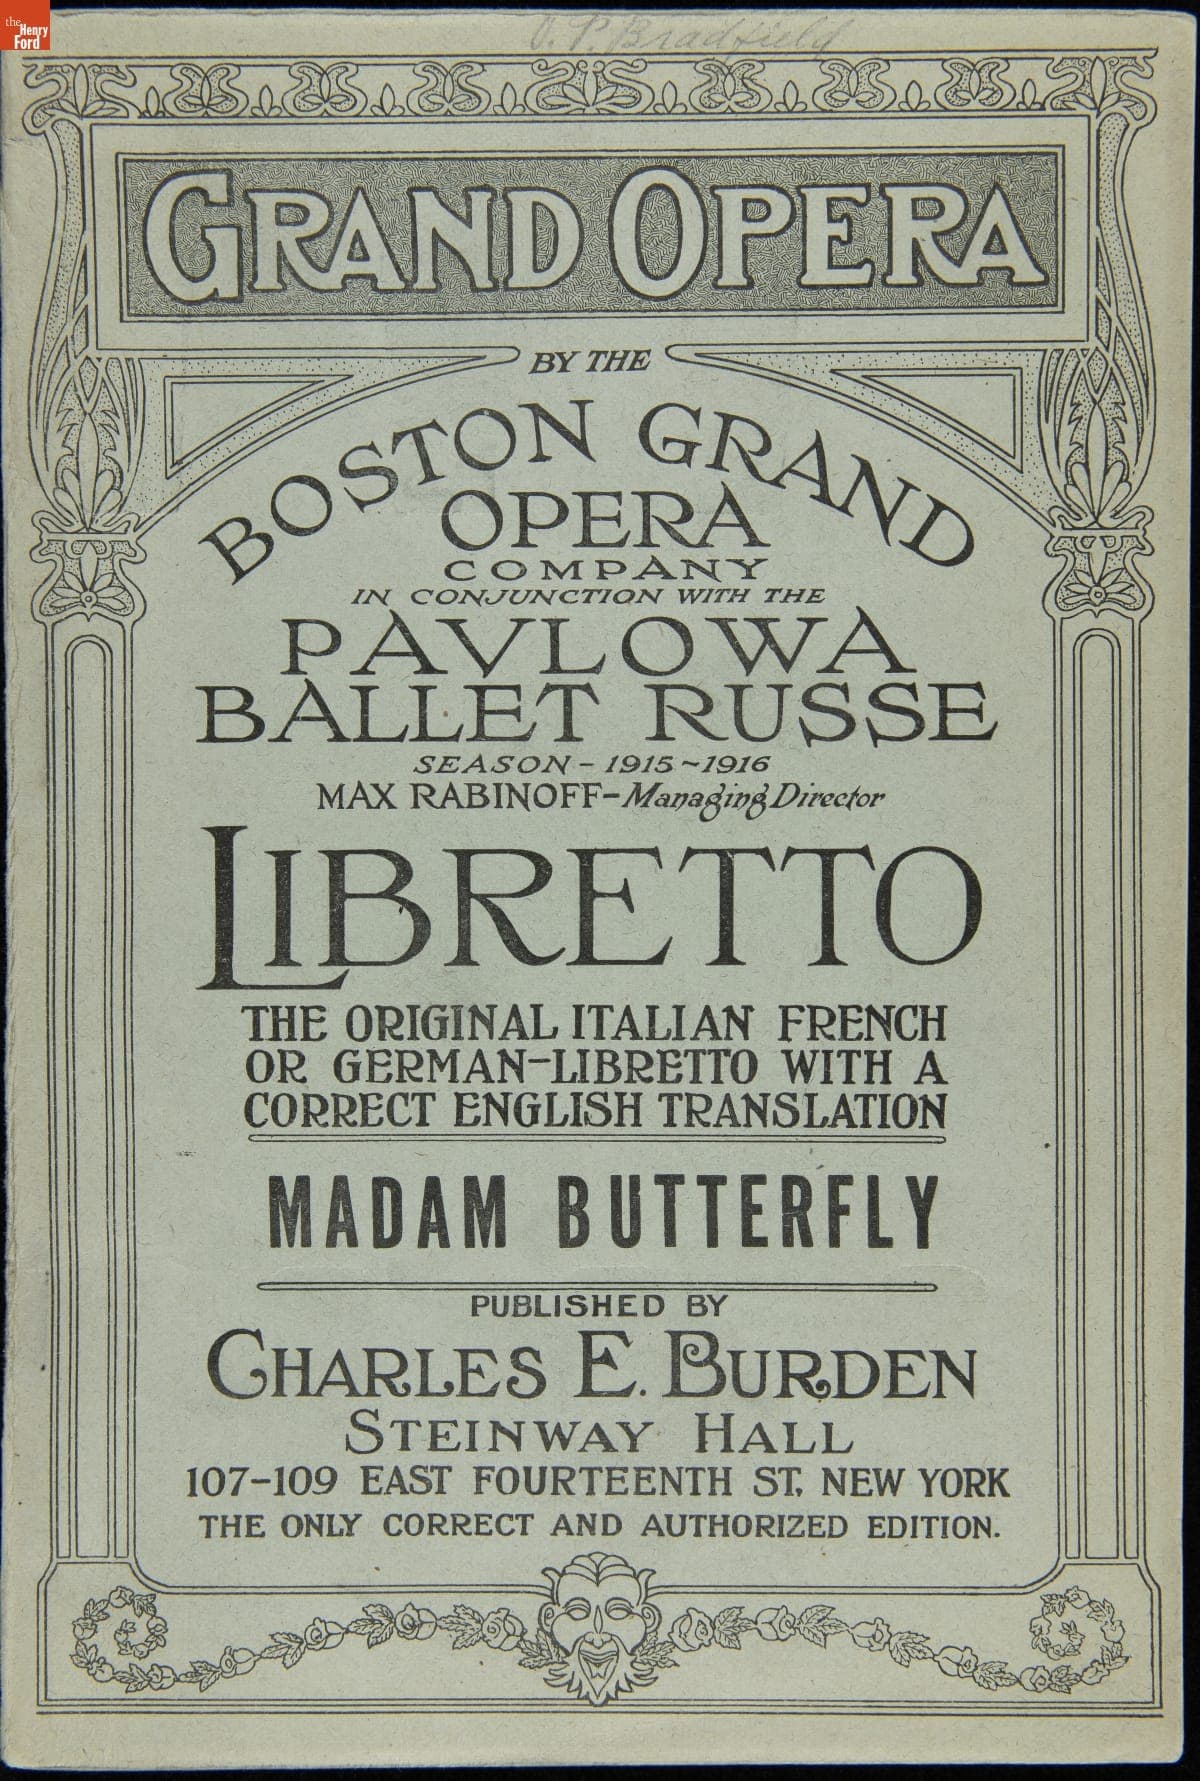 the
Henry
Ford
O. P. Bradfield
GRAND OPERA
BY THE
BOSTON GRAND
OPERA
COMPANY
IN CONJUNCTION WITH THE
PAVLOWA
BALLET RUSSE
SEASON - 1915~1916
MAX RABINOFF-Managing Director
LIBRETTO
THE ORIGINAL ITALIAN FRENCH
OR GERMAN-LIBRETTO WITH A
CORRECT ENGLISH TRANSLATION
MADAM BUTTERFLY
PUBLISHED BY
CHARLES E. BURDEN
STEINWAY HALL
107-109 EAST FOURTEENTH ST. NEW YORK
THE ONLY CORRECT AND AUTHORIZED EDITION.